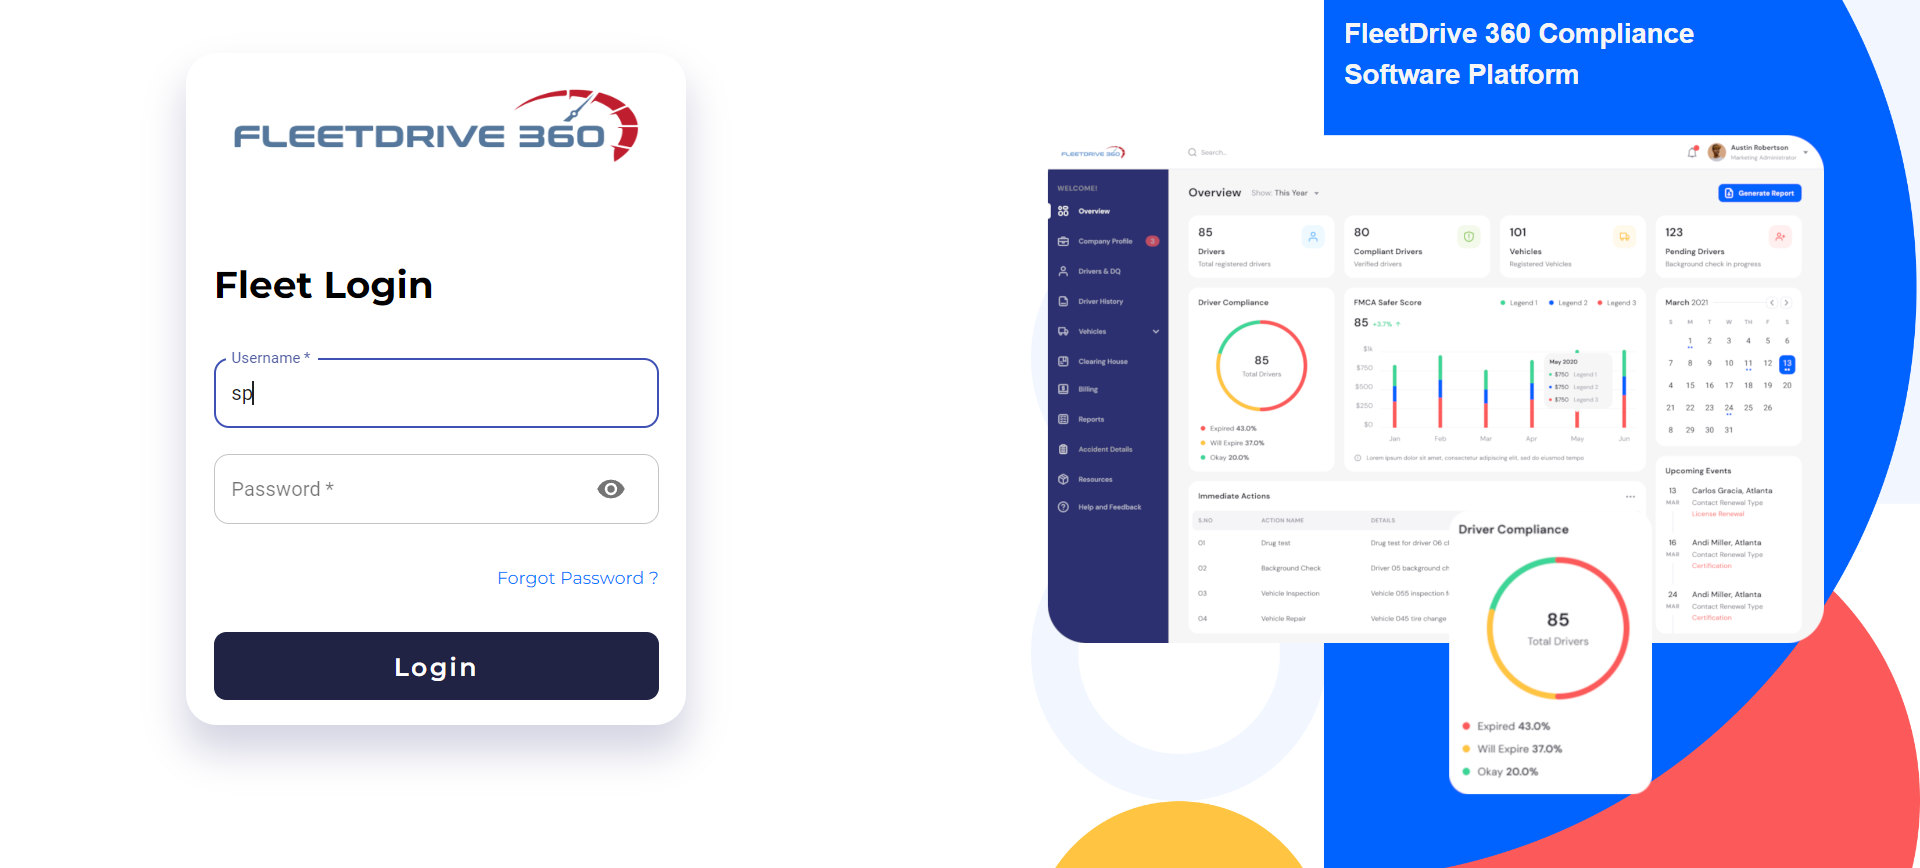 FLEETDRIVE 360
Fleet Login
Username *
sp
Password *
Forgot Password ?
Login
FleetDrive 360 Compliance
Software Platform
FLEETDRIVE 360
Search..
Austin Robertson
Marketing Administrator
WELCOME!
Overview
Company Profile 3
Drivers & DQ
Driver History
Vehicles
Clearing House
Billing
Reports
Accident Details
Resources
Help and Feedback
Overview Show: This Year
Generate Report
85
Drivers
Total registered drivers
80
Compliant Drivers
Verified drivers
101
Vehicles
Registered Vehicles
123
Pending Drivers
Background check in progress
Driver Compliance
85
Total Drivers
Expired 43.0%
Will Expire 37.0%
Okay 20.0%
FMCA Safer Score
Legend 1 Legend 2 Legend 3
85 +3.7%
$1k
$750
$500
$250
$0
May 2020
$750 Legend 1
$750 Legend 2
$750 Legend 3
Jan Feb Mar Apr May Jun
Lorem ipsum dolor sit amet, consectetur adipiscing elit, sed do eiusmod tempo
March 2021
S M T W TH F S
1 2 3 4 5 6
7 8 9 10 11 12 13
4 15 16 17 18 19 20
21 22 23 24 25 26
8 29 30 31
Upcoming Events
13 Carlos Gracia, Atlanta
MAR Contact Renewal Type
License Renewal
16 Andi Miller, Atlanta
MAR Contact Renewal Type
Certification
24 Andi Miller, Atlanta
MAR Contact Renewal Type
Certification
Immediate Actions
S.NO ACTION NAME DETAILS
01 Drug test Drug test for driver 06 cl
02 Background Check Driver 05 background ch
03 Vehicle Inspection Vehicle 055 inspection
04 Vehicle Repair Vehicle 045 tire change
Driver Compliance
85
Total Drivers
Expired 43.0%
Will Expire 37.0%
Okay 20.0%